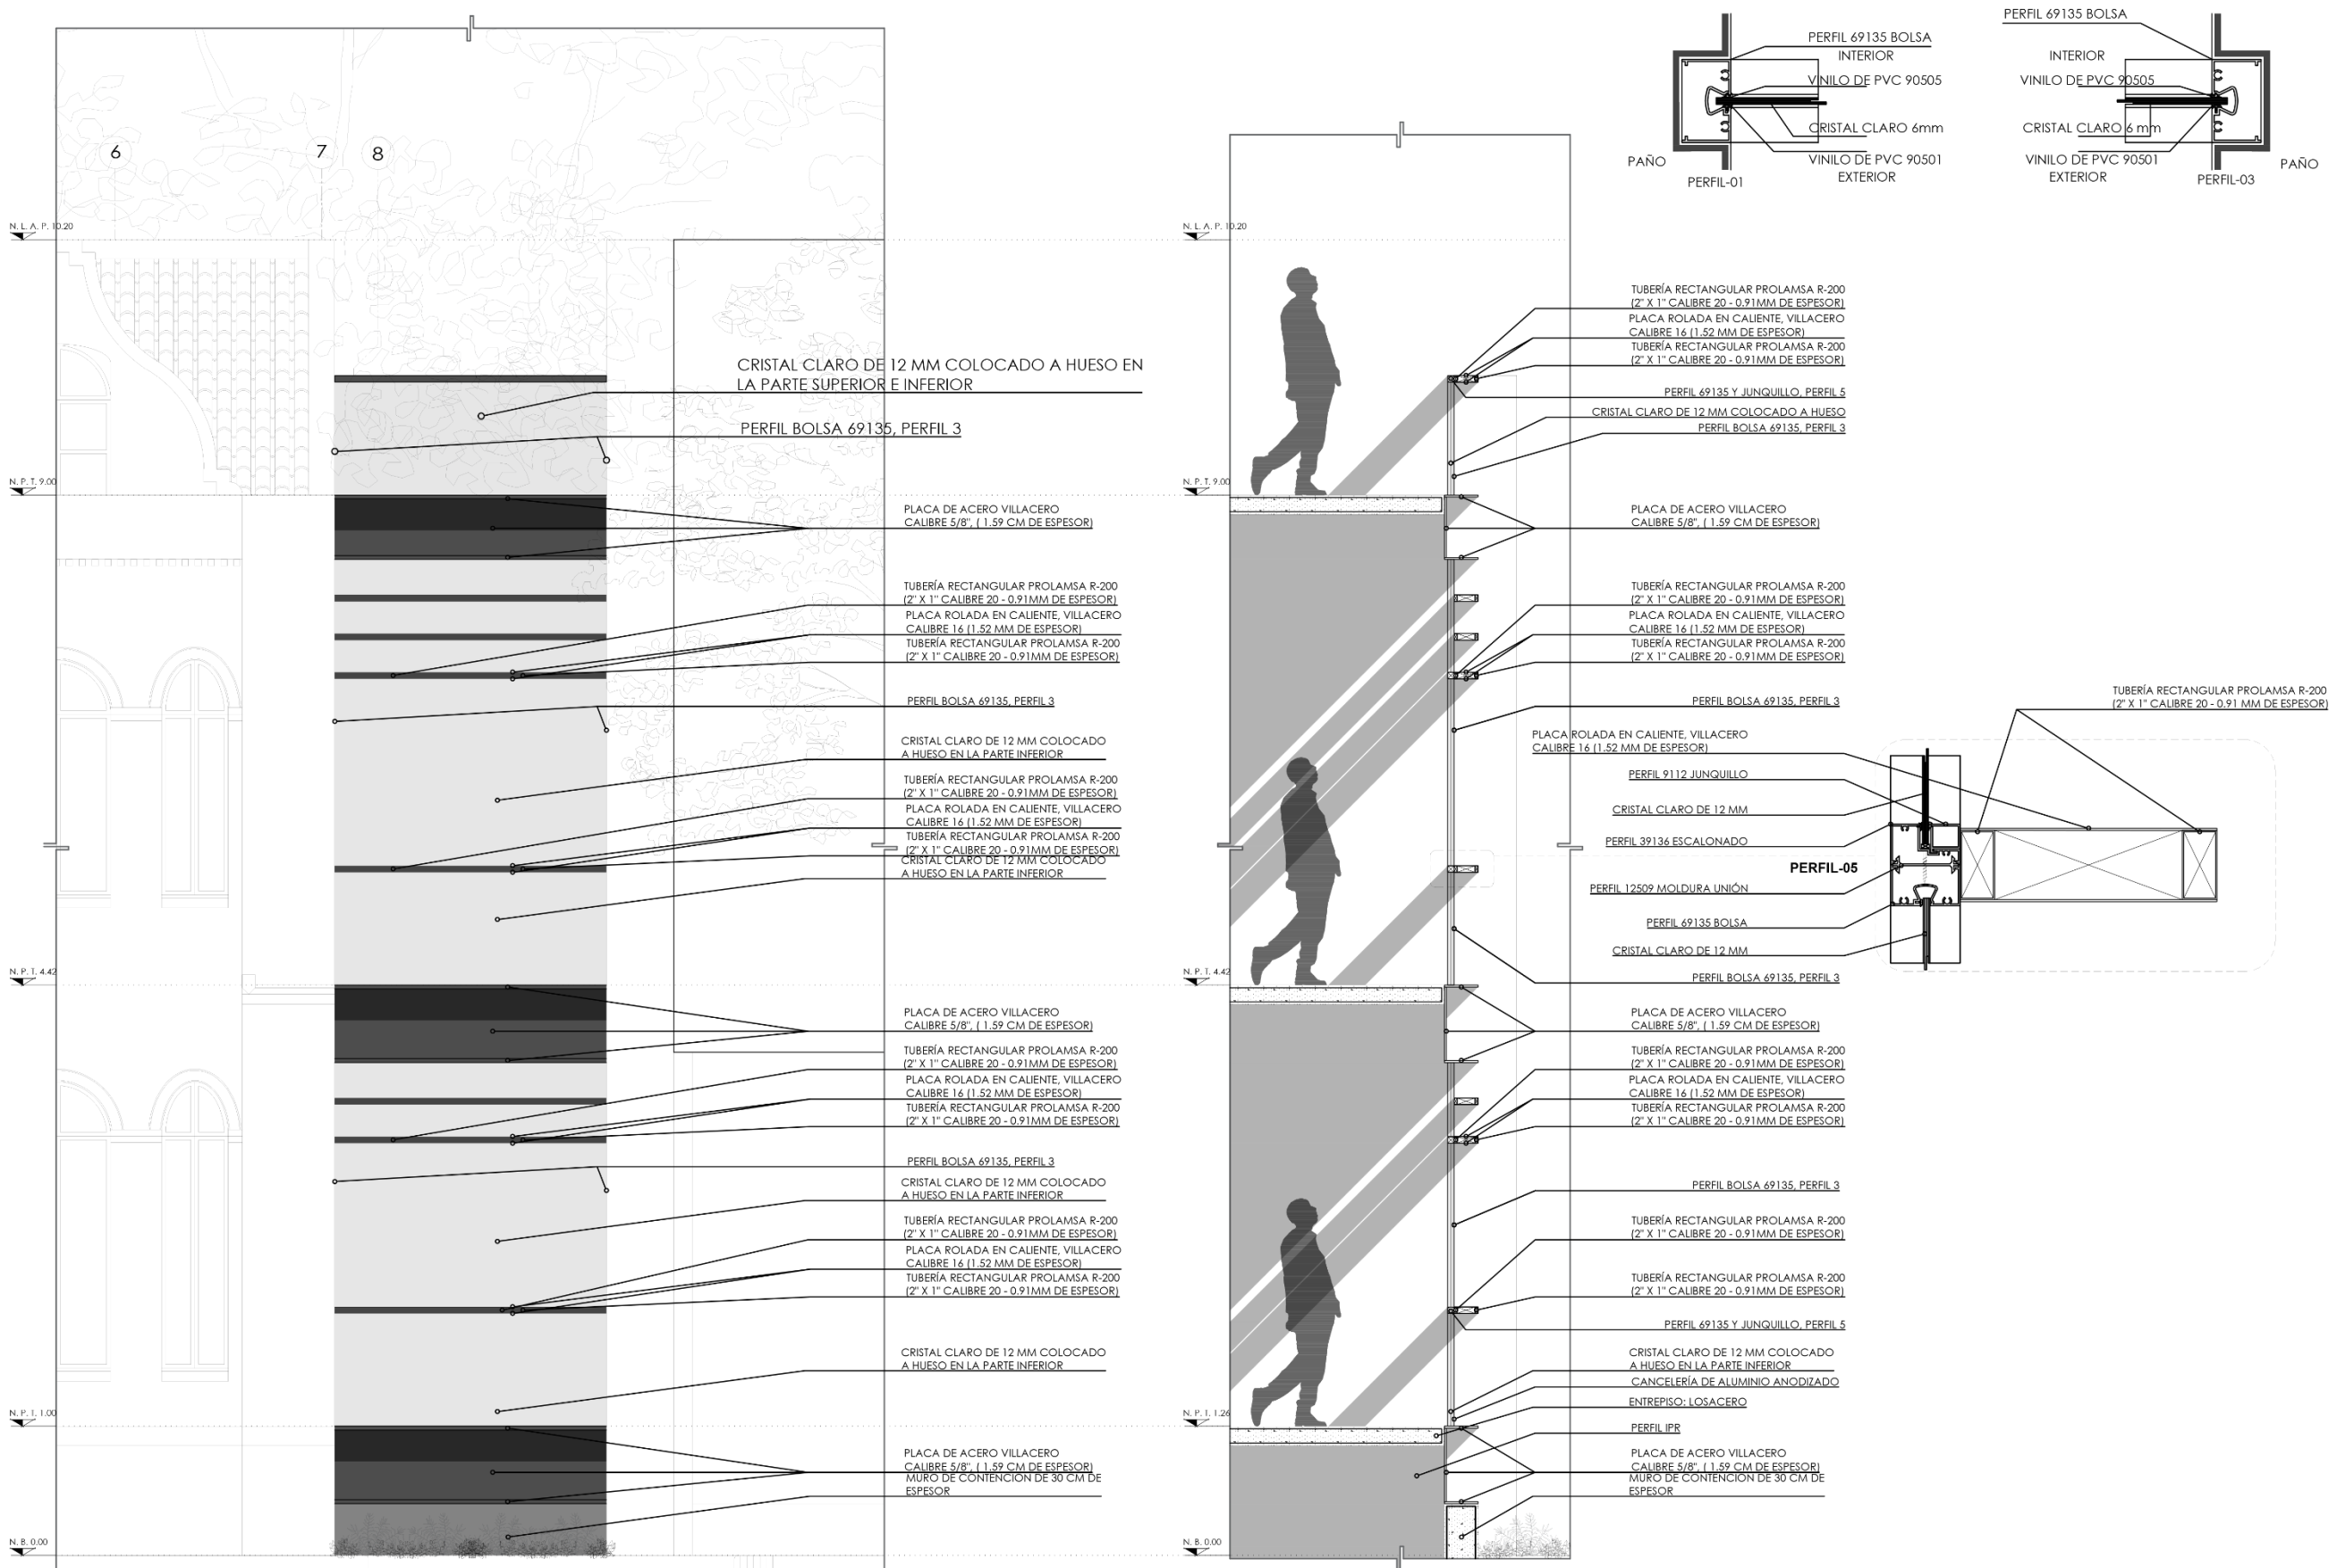 6
7
8
N. L. A. P. 10.20
CRISTAL CLARO DE 12 MM COLOCADO A HUESO EN
LA PARTE SUPERIOR E INFERIOR
PERFIL BOLSA 69135, PERFIL 3
N. P. T. 9.00
PLACA DE ACERO VILLACERO
CALIBRE 5/8", ( 1.59 CM DE ESPESOR)
TUBERÍA RECTANGULAR PROLAMSA R-200
(2" X 1" CALIBRE 20 - 0.91MM DE ESPESOR)
PLACA ROLADA EN CALIENTE, VILLACERO
CALIBRE 16 (1.52 MM DE ESPESOR)
TUBERÍA RECTANGULAR PROLAMSA R-200
(2" X 1" CALIBRE 20 - 0.91MM DE ESPESOR)
PERFIL BOLSA 69135, PERFIL 3
CRISTAL CLARO DE 12 MM COLOCADO
A HUESO EN LA PARTE INFERIOR
TUBERÍA RECTANGULAR PROLAMSA R-200
(2" X 1" CALIBRE 20 - 0.91MM DE ESPESOR)
PLACA ROLADA EN CALIENTE, VILLACERO
CALIBRE 16 (1.52 MM DE ESPESOR)
TUBERÍA RECTANGULAR PROLAMSA R-200
(2" X 1" CALIBRE 20 - 0.91MM DE ESPESOR)
CRISTAL CLARO DE 12 MM COLOCADO
A HUESO EN LA PARTE INFERIOR
N. P. T. 4.42
PLACA DE ACERO VILLACERO
CALIBRE 5/8", ( 1.59 CM DE ESPESOR)
TUBERÍA RECTANGULAR PROLAMSA R-200
(2" X 1" CALIBRE 20 - 0.91MM DE ESPESOR)
PLACA ROLADA EN CALIENTE, VILLACERO
CALIBRE 16 (1.52 MM DE ESPESOR)
TUBERÍA RECTANGULAR PROLAMSA R-200
(2" X 1" CALIBRE 20 - 0.91MM DE ESPESOR)
PERFIL BOLSA 69135, PERFIL 3
CRISTAL CLARO DE 12 MM COLOCADO
A HUESO EN LA PARTE INFERIOR
TUBERÍA RECTANGULAR PROLAMSA R-200
(2" X 1" CALIBRE 20 - 0.91MM DE ESPESOR)
PLACA ROLADA EN CALIENTE, VILLACERO
CALIBRE 16 (1.52 MM DE ESPESOR)
TUBERÍA RECTANGULAR PROLAMSA R-200
(2" X 1" CALIBRE 20 - 0.91MM DE ESPESOR)
CRISTAL CLARO DE 12 MM COLOCADO
A HUESO EN LA PARTE INFERIOR
N. P. T. 1.00
PLACA DE ACERO VILLACERO
CALIBRE 5/8", ( 1.59 CM DE ESPESOR)
MURO DE CONTENCIÓN DE 30 CM DE
ESPESOR
N. B. 0.00
N. L. A. P. 10.20
TUBERÍA RECTANGULAR PROLAMSA R-200
(2" X 1" CALIBRE 20 - 0.91MM DE ESPESOR)
PLACA ROLADA EN CALIENTE, VILLACERO
CALIBRE 16 (1.52 MM DE ESPESOR)
TUBERÍA RECTANGULAR PROLAMSA R-200
(2" X 1" CALIBRE 20 - 0.91MM DE ESPESOR)
PERFIL 69135 Y JUNQUILLO, PERFIL 5
CRISTAL CLARO DE 12 MM COLOCADO A HUESO
PERFIL BOLSA 69135, PERFIL 3
N. P. T. 9.00
PLACA DE ACERO VILLACERO
CALIBRE 5/8", ( 1.59 CM DE ESPESOR)
TUBERÍA RECTANGULAR PROLAMSA R-200
(2" X 1" CALIBRE 20 - 0.91MM DE ESPESOR)
PLACA ROLADA EN CALIENTE, VILLACERO
CALIBRE 16 (1.52 MM DE ESPESOR)
TUBERÍA RECTANGULAR PROLAMSA R-200
(2" X 1" CALIBRE 20 - 0.91MM DE ESPESOR)
PERFIL BOLSA 69135, PERFIL 3
N. P. T. 4.42
PERFIL BOLSA 69135, PERFIL 3
PLACA DE ACERO VILLACERO
CALIBRE 5/8", ( 1.59 CM DE ESPESOR)
TUBERÍA RECTANGULAR PROLAMSA R-200
(2" X 1" CALIBRE 20 - 0.91MM DE ESPESOR)
PLACA ROLADA EN CALIENTE, VILLACERO
CALIBRE 16 (1.52 MM DE ESPESOR)
TUBERÍA RECTANGULAR PROLAMSA R-200
(2" X 1" CALIBRE 20 - 0.91MM DE ESPESOR)
PERFIL BOLSA 69135, PERFIL 3
TUBERÍA RECTANGULAR PROLAMSA R-200
(2" X 1" CALIBRE 20 - 0.91MM DE ESPESOR)
TUBERÍA RECTANGULAR PROLAMSA R-200
(2" X 1" CALIBRE 20 - 0.91MM DE ESPESOR)
PERFIL 69135 Y JUNQUILLO, PERFIL 5
CRISTAL CLARO DE 12 MM COLOCADO
A HUESO EN LA PARTE INFERIOR
CANCELERÍA DE ALUMINIO ANODIZADO
ENTREPISO: LOSACERO
N. P. T. 1.26
PERFIL IPR
PLACA DE ACERO VILLACERO
CALIBRE 5/8", ( 1.59 CM DE ESPESOR)
MURO DE CONTENCIÓN DE 30 CM DE
ESPESOR
N. B. 0.00
PERFIL 69135 BOLSA
INTERIOR
VINILO DE PVC 90505
CRISTAL CLARO 6mm
VINILO DE PVC 90501
EXTERIOR
PAÑO
PERFIL-01
PERFIL 69135 BOLSA
INTERIOR
VINILO DE PVC 90505
CRISTAL CLARO 6 mm
VINILO DE PVC 90501
EXTERIOR
PERFIL-03
PAÑO
TUBERÍA RECTANGULAR PROLAMSA R-200
(2" X 1" CALIBRE 20 - 0.91 MM DE ESPESOR)
PLACA ROLADA EN CALIENTE, VILLACERO
CALIBRE 16 (1.52 MM DE ESPESOR)
PERFIL 9112 JUNQUILLO
CRISTAL CLARO DE 12 MM
PERFIL 39136 ESCALONADO
PERFIL-05
PERFIL 12509 MOLDURA UNIÓN
PERFIL 69135 BOLSA
CRISTAL CLARO DE 12 MM